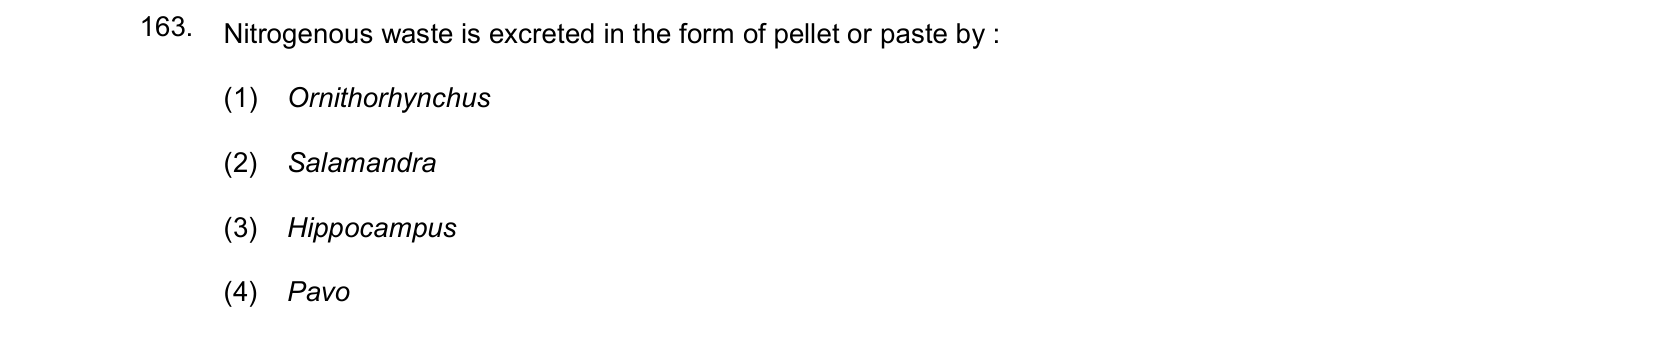 163. Nitrogenous waste is excreted in the form of pellet or paste by :
(1) Ornithorhynchus
(2) Salamandra
(3) Hippocampus
(4) Pavo